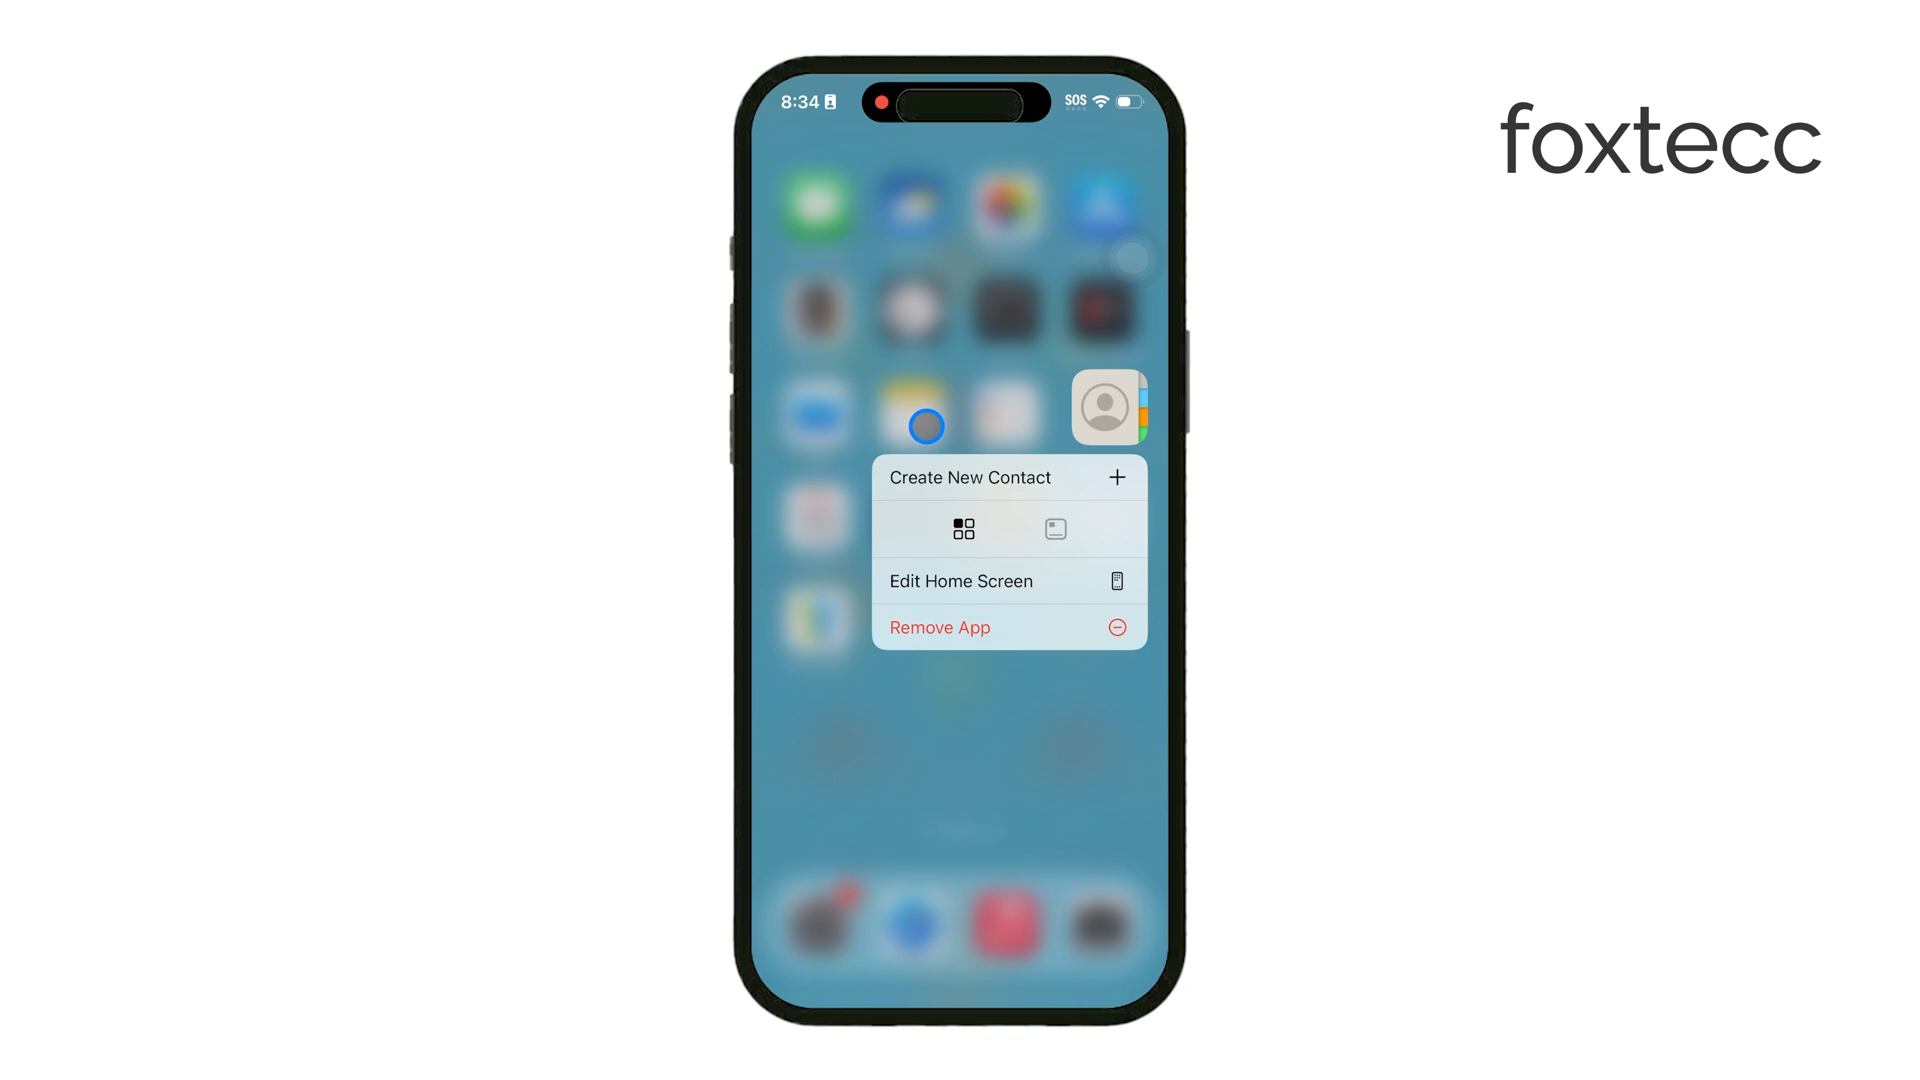 foxtecc
8:34
SOS
Create New Contact
Edit Home Screen
Remove App